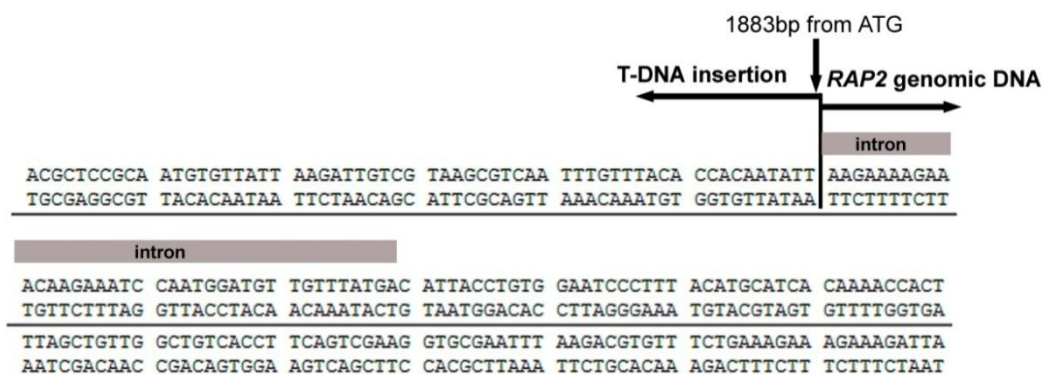 1883bp from ATG
T-DNA insertion RAP2 genomic DNA
intron
ACGCTCCGCA ATGTGTTATT AAGATTGTCG TAAGCGTCAA TTTGTTTACA CCACAATATT AAGAAAAGAA
TGCGAGGCGT TACACAATAA TTCTAACAGC ATTCGCAGTT AAACAAATGT GGTGTTATAA TTCTTTTCTT
intron
ACAAGAAATC CAATGGATGT TGTTTATGAC ATTACCTGTG GAATCCCTTT ACATGCATCA CAAAACCACT
TGTTCTTTAG GTTACCTACA ACAAATACTG TAATGGACAC CTTAGGGAAA TGTACGTAGT GTTTTGGTGA
TTAGCTGTTG GCTGTCACCT TCAGTCGAAG GTGCGAATTT AAGACGTGTT TCTGAAAGAA AGAAAGATTA
AATCGACAAC CGACAGTGGA AGTCAGCTTC CACGCTTAAA TTCTGCACAA AGACTTTCTT TCTTTCTAAT